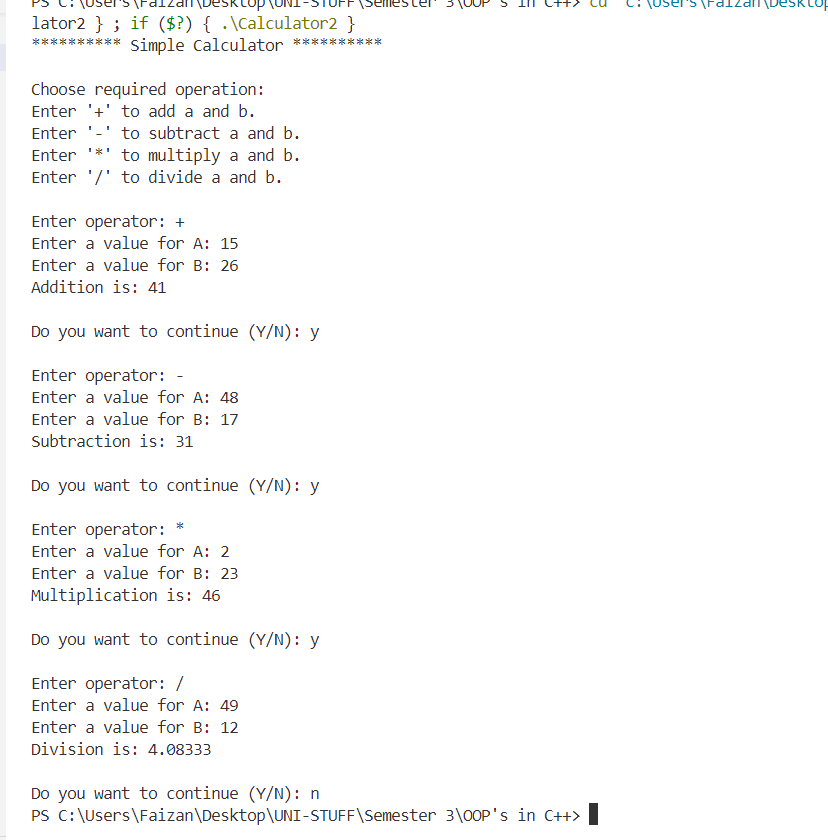 PS C:\Users\Faizan\Desktop\UNI-STUFF\Semester 3\OOP's in C++> cd "c:\Users\Faizan\Desktop
lator2 } ; if ($?) { .\Calculator2 }
********** Simple Calculator **********
Choose required operation:
Enter '+' to add a and b.
Enter '-' to subtract a and b.
Enter '*' to multiply a and b.
Enter '/' to divide a and b.
Enter operator: +
Enter a value for A: 15
Enter a value for B: 26
Addition is: 41
Do you want to continue (Y/N): y
Enter operator: -
Enter a value for A: 48
Enter a value for B: 17
Subtraction is: 31
Do you want to continue (Y/N): y
Enter operator: *
Enter a value for A: 2
Enter a value for B: 23
Multiplication is: 46
Do you want to continue (Y/N): y
Enter operator: /
Enter a value for A: 49
Enter a value for B: 12
Division is: 4.08333
Do you want to continue (Y/N): n
PS C:\Users\Faizan\Desktop\UNI-STUFF\Semester 3\OOP's in C++>